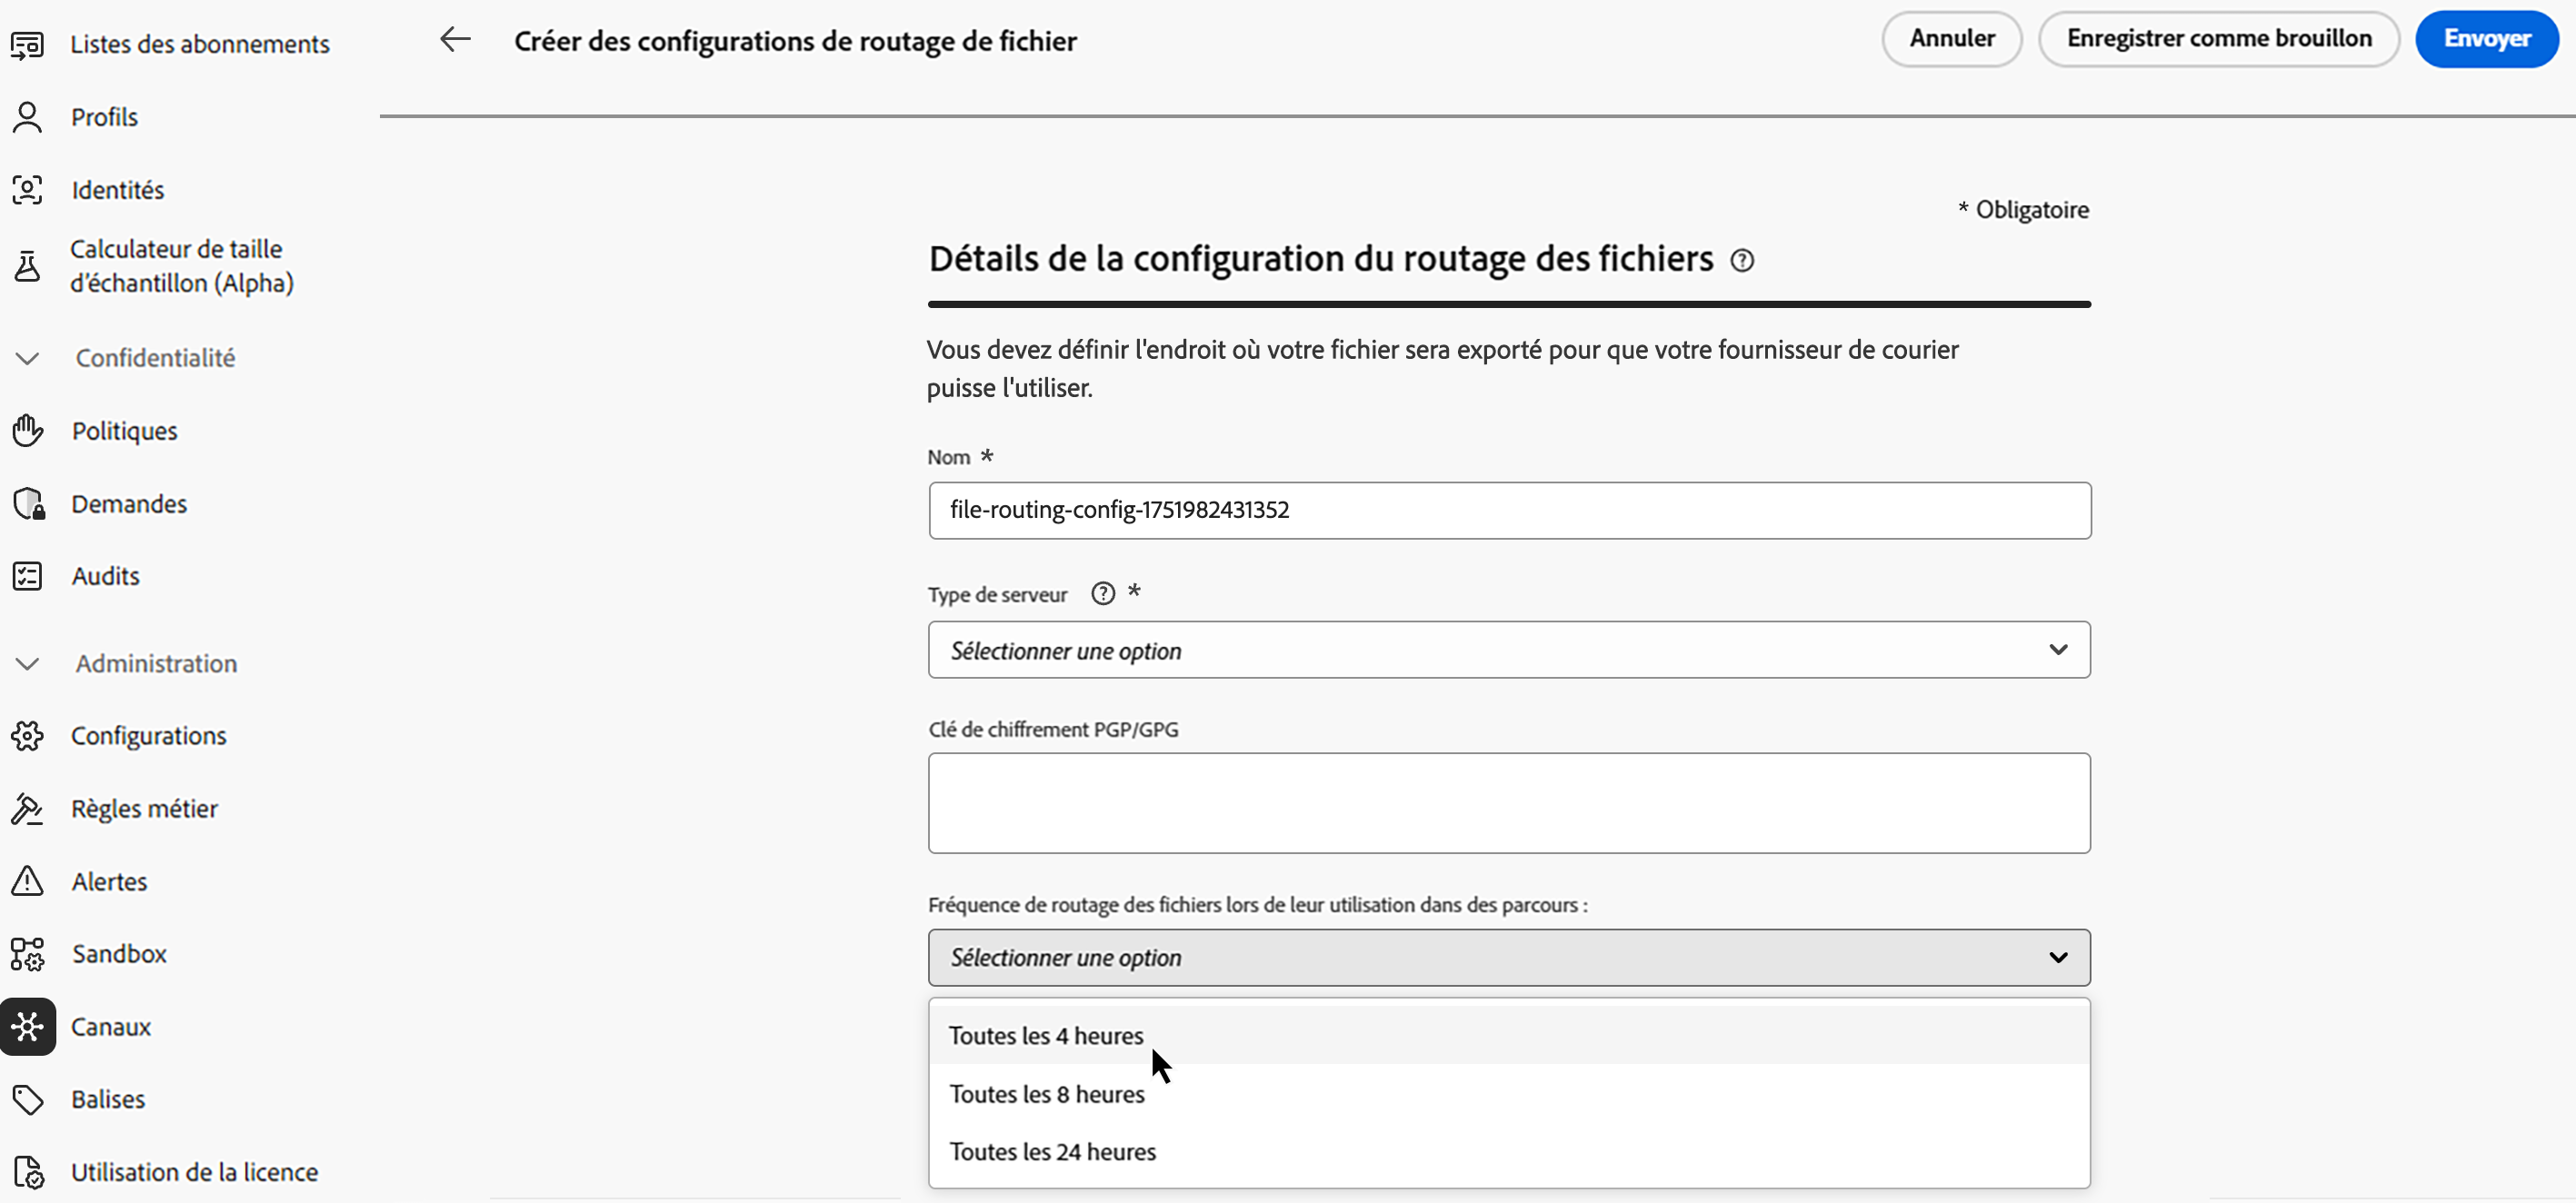 Listes des abonnements
Profils
Identités
Calculateur de taille
d'échantillon (Alpha)
Confidentialité
Politiques
Demandes
Audits
Administration
Configurations
Règles métier
Alertes
Sandbox
Canaux
Balises
Utilisation de la licence
Créer des configurations de routage de fichier
Annuler
Enregistrer comme brouillon
Envoyer
* Obligatoire
Détails de la configuration du routage des fichiers
Vous devez définir l'endroit où votre fichier sera exporté pour que votre fournisseur de courier
puisse l'utiliser.
Nom *
file-routing-config-1751982431352
Type de serveur *
Sélectionner une option
Clé de chiffrement PGP/GPG
Fréquence de routage des fichiers lors de leur utilisation dans des parcours :
Sélectionner une option
Toutes les 4 heures
Toutes les 8 heures
Toutes les 24 heures